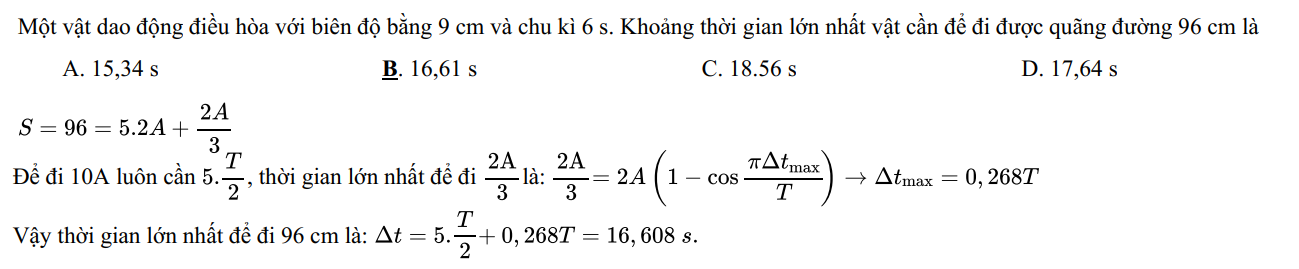 Một vật dao động điều hòa với biên độ bằng 9 cm và chu kì 6 s. Khoảng thời gian lớn nhất vật cần để đi được quãng đường 96 cm là
A. 15,34 s B. 16,61 s C. 18.56 s D. 17,64 s
S = 96 = 5.2A + \frac{2A}{3}
Để đi 10A luôn cần 5.\frac{T}{2}, thời gian lớn nhất để đi \frac{2A}{3} là: \frac{2A}{3} = 2A\left(1 - \cos\frac{\pi\Delta t_{\max}}{T}\right) → Δt_{\max} = 0,268T
Vậy thời gian lớn nhất để đi 96 cm là: Δt = 5.\frac{T}{2} + 0,268T = 16,608 s.